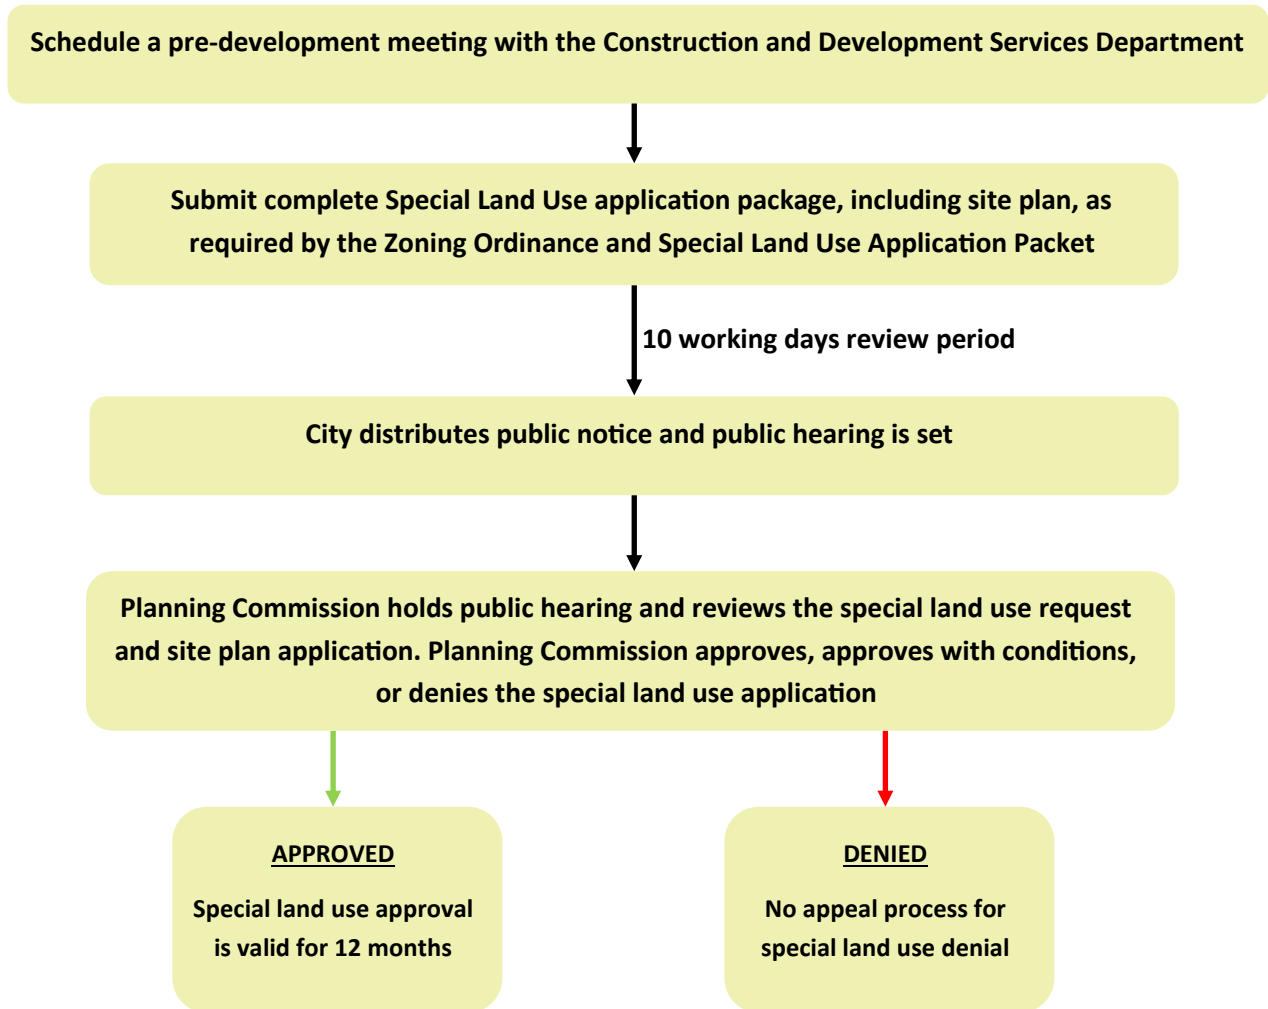 Schedule a pre-development meeting with the Construction and Development Services Department
Submit complete Special Land Use application package, including site plan, as
required by the Zoning Ordinance and Special Land Use Application Packet
10 working days review period
City distributes public notice and public hearing is set
Planning Commission holds public hearing and reviews the special land use request
and site plan application. Planning Commission approves, approves with conditions,
or denies the special land use application
APPROVED
Special land use approval
is valid for 12 months
DENIED
No appeal process for
special land use denial